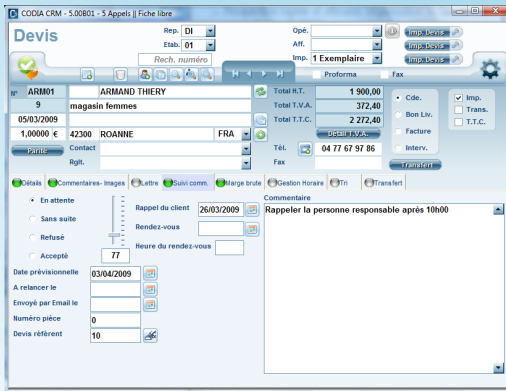 CODIA CRM - 5.00B01 - 5 Appels || Fiche libre
Devis
Rep. DI
Opé.
Imp. Devis
Etab. 01
Aff.
Imp. Devis
Rech. numéro
Imp. 1 Exemplaire
Imp. Devis
Proforma Fax
N° ARM01 ARMAND THIERY
Total H.T. 1 900,00
Cde. Imp.
9 magasin femmes
Total T.V.A. 372,40
Trans.
05/03/2009
Total T.T.C. 2 272,40
Bon Liv. T.T.C.
Détail T.V.A.
Facture
1,00000 € 42300 ROANNE FRA
Tél. 04 77 67 97 86
Interv.
Contact
Fax
Transfert
Rglt.
Détails Commentaires- Images Lettre Suivi comm. Marge brute Gestion Horaire Tri Transfert
En attente
Sans suite
Refusé
Accepté 77
Rappel du client 26/03/2009
Rendez-vous
Heure du rendez-vous
Commentaire
Rappeler la personne responsable après 10h00
Date prévisionnelle 03/04/2009
A relancer le
Envoyé par Email le
Numéro pièce 0
Devis référent 10